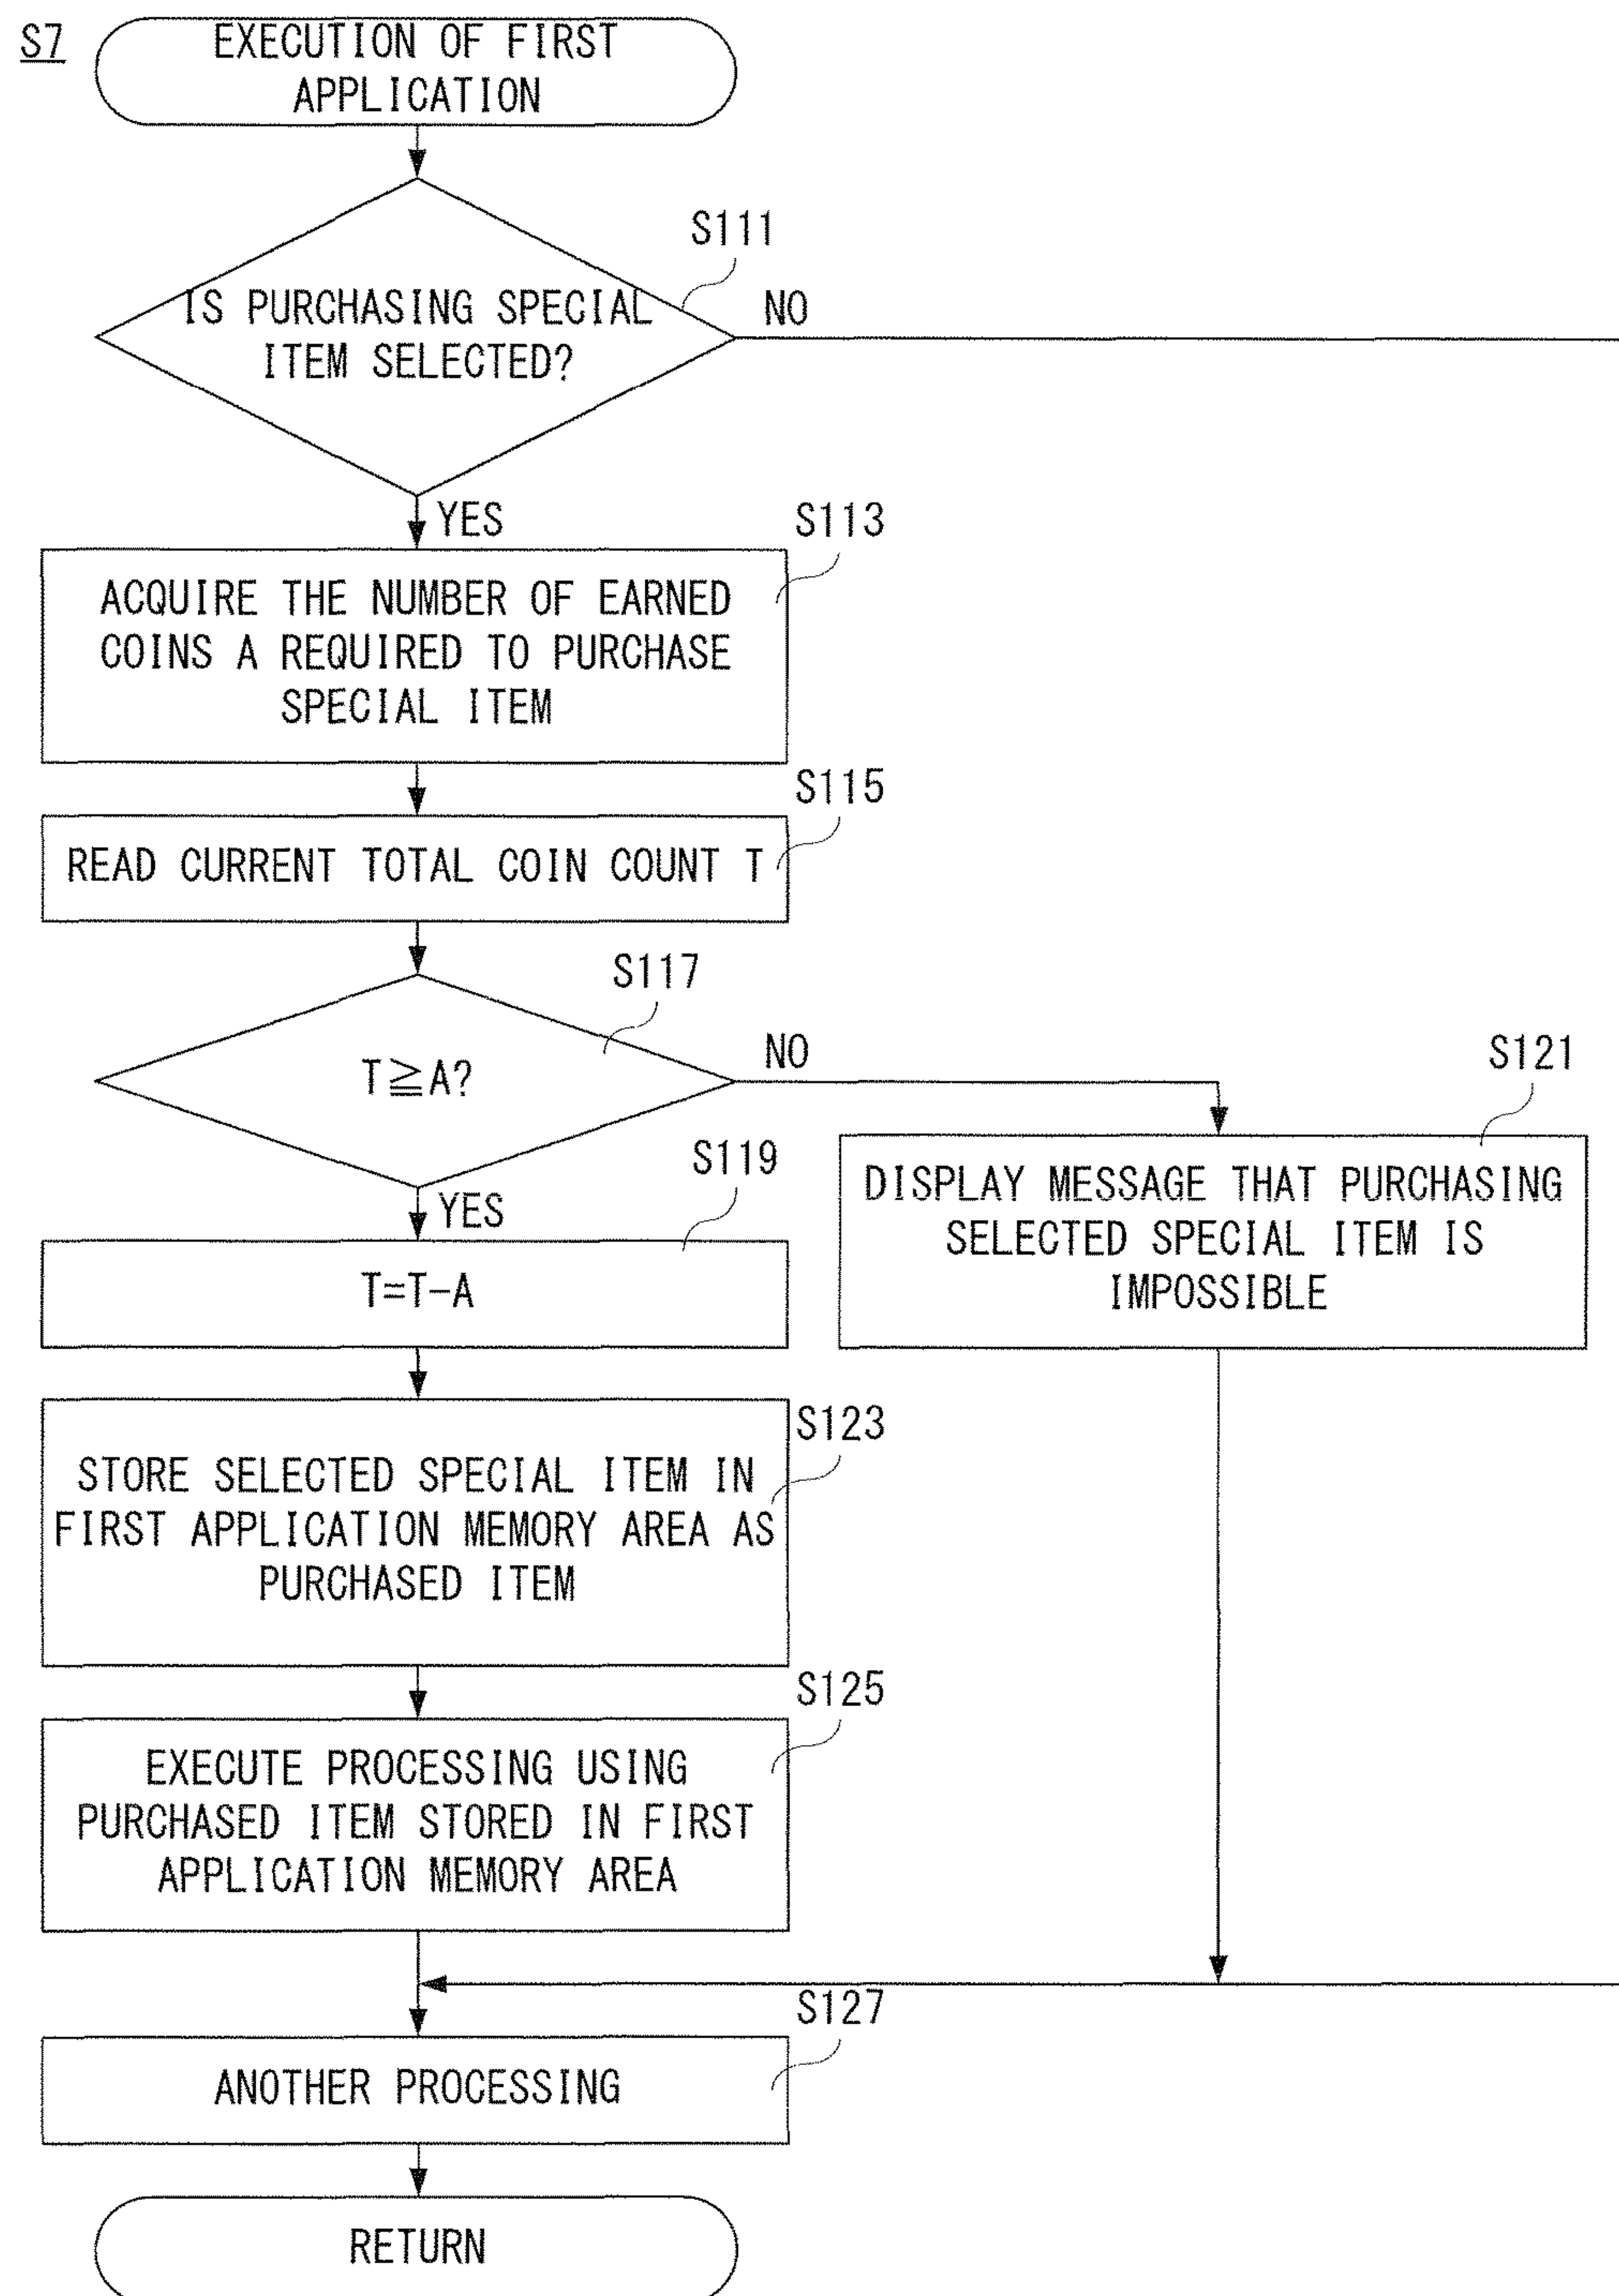 S7
EXECUTION OF FIRST
APPLICATION
S111
IS PURCHASING SPECIAL
ITEM SELECTED?
NO
YES
S113
ACQUIRE THE NUMBER OF EARNED
COINS A REQUIRED TO PURCHASE
SPECIAL ITEM
S115
READ CURRENT TOTAL COIN COUNT T
S117
T≧A?
NO
YES
S121
DISPLAY MESSAGE THAT PURCHASING
SELECTED SPECIAL ITEM IS
IMPOSSIBLE
S119
T=T-A
S123
STORE SELECTED SPECIAL ITEM IN
FIRST APPLICATION MEMORY AREA AS
PURCHASED ITEM
S125
EXECUTE PROCESSING USING
PURCHASED ITEM STORED IN FIRST
APPLICATION MEMORY AREA
S127
ANOTHER PROCESSING
RETURN